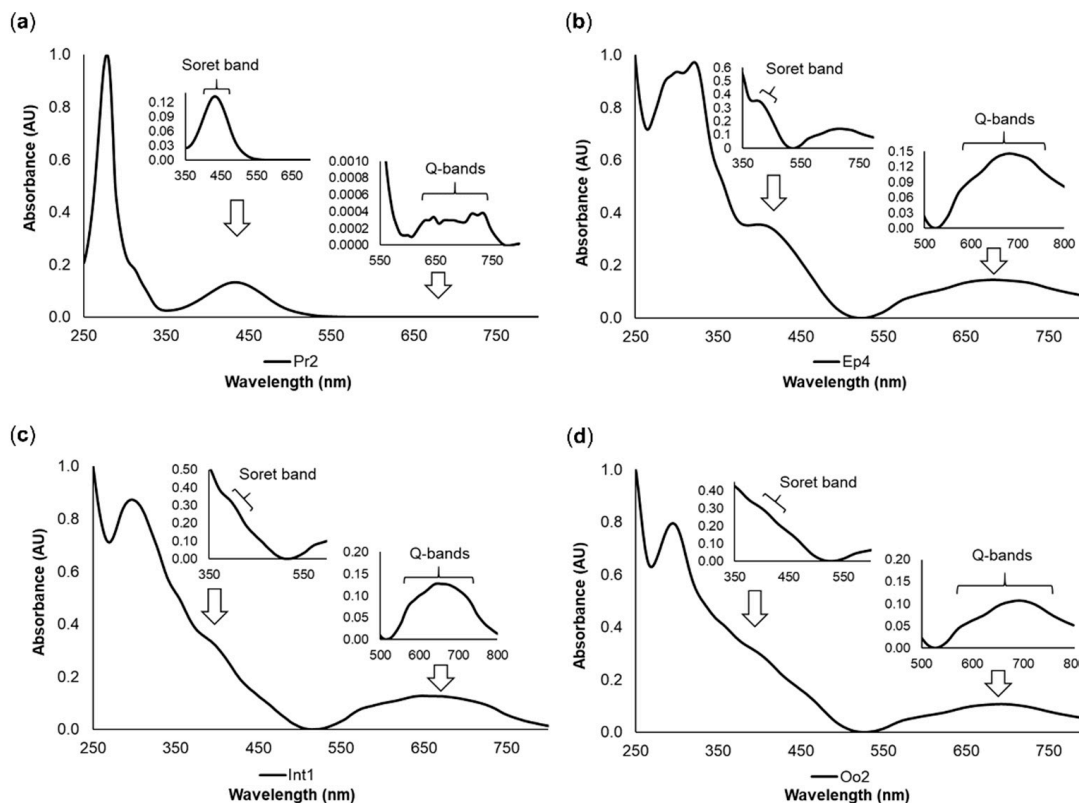 (a)
Absorbance (AU)
1.0
0.8
0.6
0.4
0.2
0.0
250 350 450 550 650 750
Soret band
0.12
0.09
0.06
0.03
0.00
350 450 550 650
Q-bands
0.0010
0.0008
0.0006
0.0004
0.0002
0.0000
550 650 750
Pr2
Wavelength (nm)
(b)
Absorbance (AU)
1.0
0.8
0.6
0.4
0.2
0.0
250 350 450 550 650 750
Soret band
0.6
0.5
0.4
0.3
0.2
0.1
0
350 550 750
Q-bands
0.15
0.12
0.09
0.06
0.03
0.00
500 600 700 800
Ep4
Wavelength (nm)
(c)
Absorbance (AU)
1.0
0.8
0.6
0.4
0.2
0.0
250 350 450 550 650 750
Soret band
0.50
0.40
0.30
0.20
0.10
0.00
350 550
Q-bands
0.20
0.15
0.10
0.05
0.00
500 600 700 800
Int1
Wavelength (nm)
(d)
Absorbance (AU)
1.0
0.8
0.6
0.4
0.2
0.0
250 350 450 550 650 750
Soret band
0.40
0.30
0.20
0.10
0.00
350 450 550
Q-bands
0.20
0.15
0.10
0.05
0.00
500 600 700 800
Oo2
Wavelength (nm)